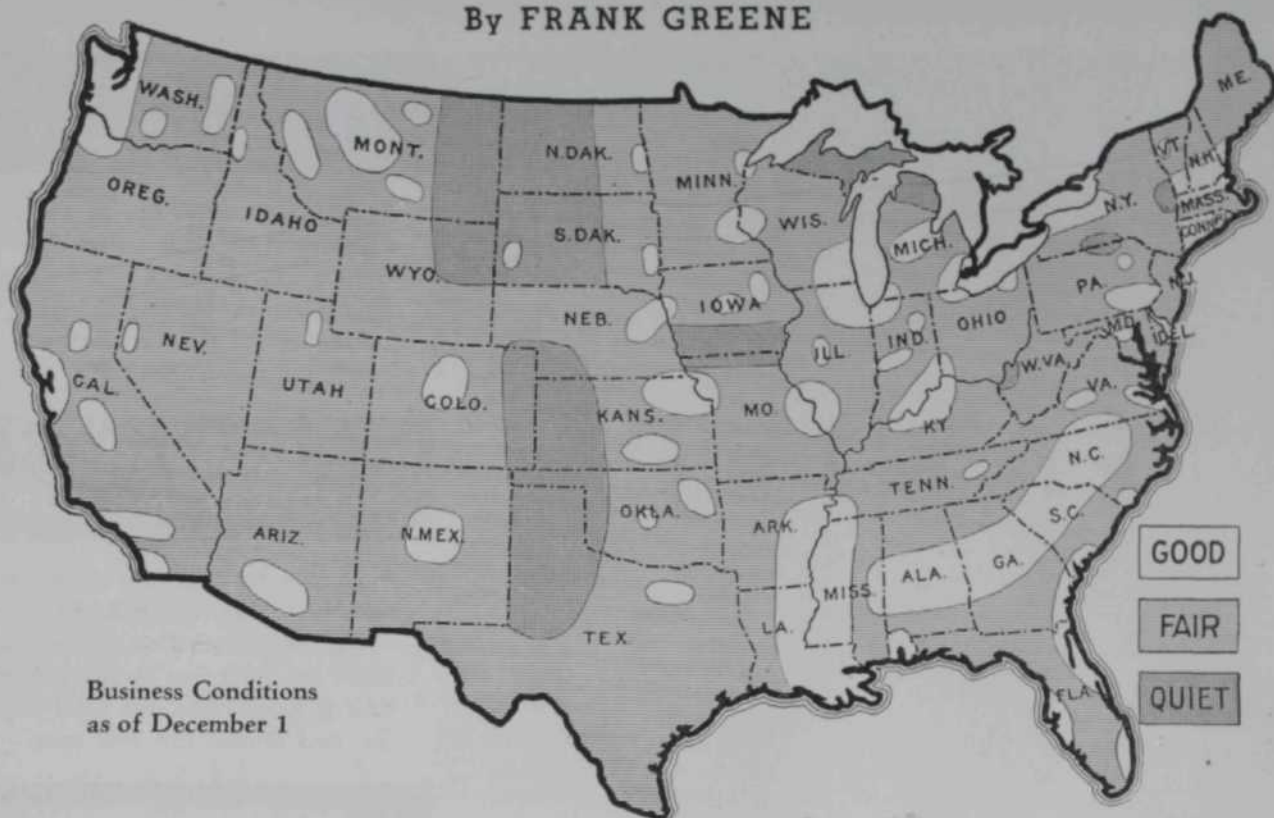 By FRANK GREENE
WASH.
MONT.
N.DAK.
MINN.
ME.
VT.
N.H.
OREG.
IDAHO
S.DAK.
WIS.
MICH.
N.Y.
MASS.
CONN.
WYO.
NEB.
IOWA
PA.
N.J.
NEV.
UTAH
COLO.
CAL.
KANS.
MO.
ILL.
IND.
OHIO
W.VA.
MD.
DEL.
VA.
KY
ARIZ.
N.MEX.
OKLA.
ARK.
TENN.
N.C.
S.C.
TEX.
LA.
MISS.
ALA.
GA.
FLA.
GOOD
FAIR
QUIET
Business Conditions
as of December 1